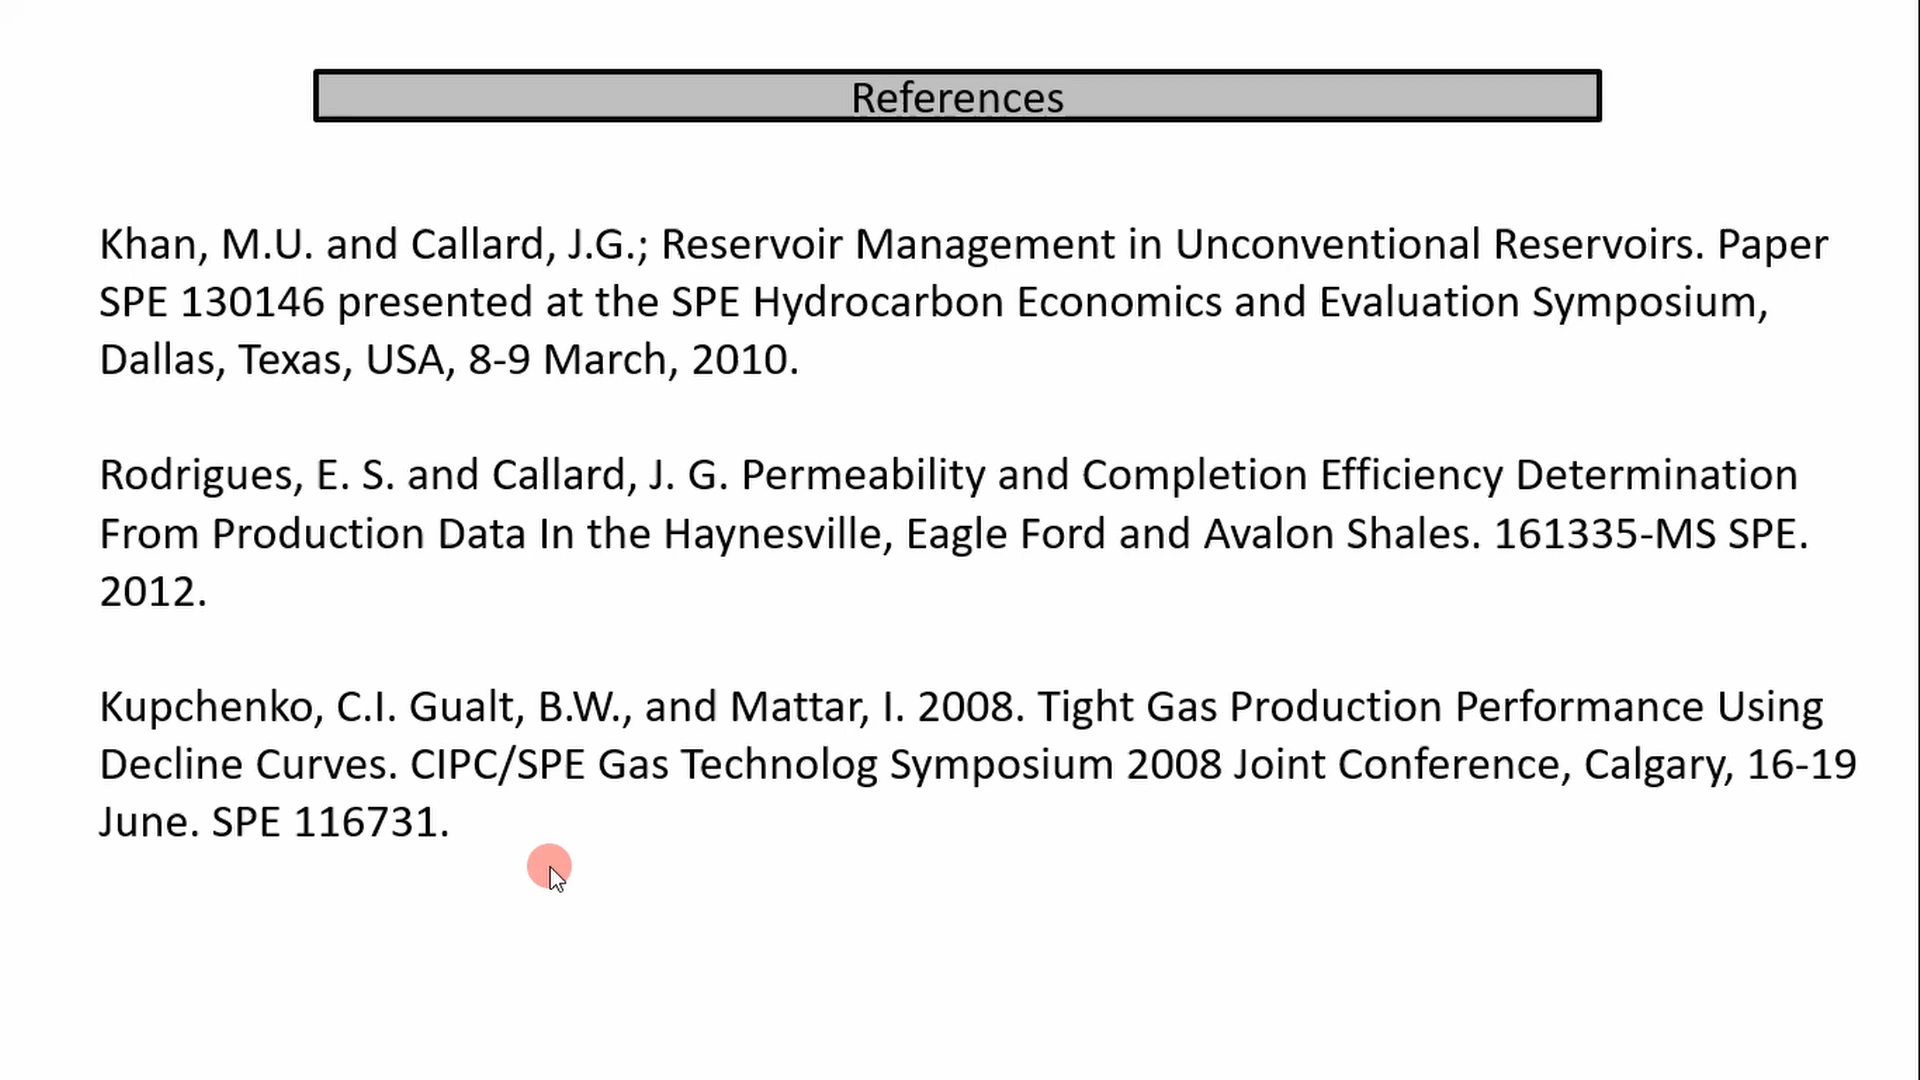 References
Khan, M.U. and Callard, J.G.; Reservoir Management in Unconventional Reservoirs. Paper
SPE 130146 presented at the SPE Hydrocarbon Economics and Evaluation Symposium,
Dallas, Texas, USA, 8-9 March, 2010.
Rodrigues, E. S. and Callard, J. G. Permeability and Completion Efficiency Determination
From Production Data In the Haynesville, Eagle Ford and Avalon Shales. 161335-MS SPE.
2012.
Kupchenko, C.I. Gualt, B.W., and Mattar, I. 2008. Tight Gas Production Performance Using
Decline Curves. CIPC/SPE Gas Technolog Symposium 2008 Joint Conference, Calgary, 16-19
June. SPE 116731.